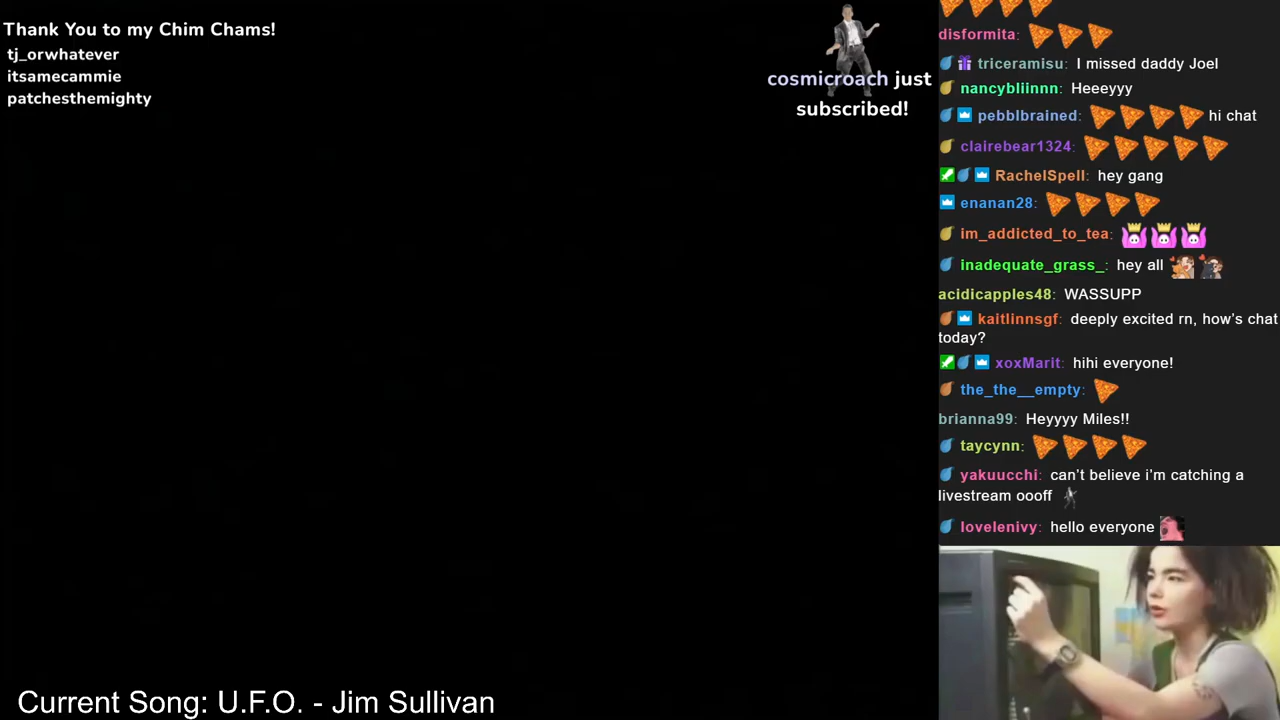 Thank You to my Chim Chams!
tj_orwhatever
itsamecammie
patchesthemighty
cosmicroach just
subscribed!
disformita:
triceramisu: I missed daddy Joel
nancybliinnn: Heeeyyy
pebblbrained: hi chat
clairebear1324:
RachelSpell: hey gang
enanan28:
im_addicted_to_tea:
inadequate_grass_: hey all
acidicapples48: WASSUPP
kaitlinnsgf: deeply excited rn, how's chat
today?
xoxMarit: hihi everyone!
the_the__empty:
brianna99: Heyyyy Miles!!
taycynn:
yakuucchi: can't believe i'm catching a
livestream oooff
lovelenivy: hello everyone
Current Song: U.F.O. - Jim Sullivan